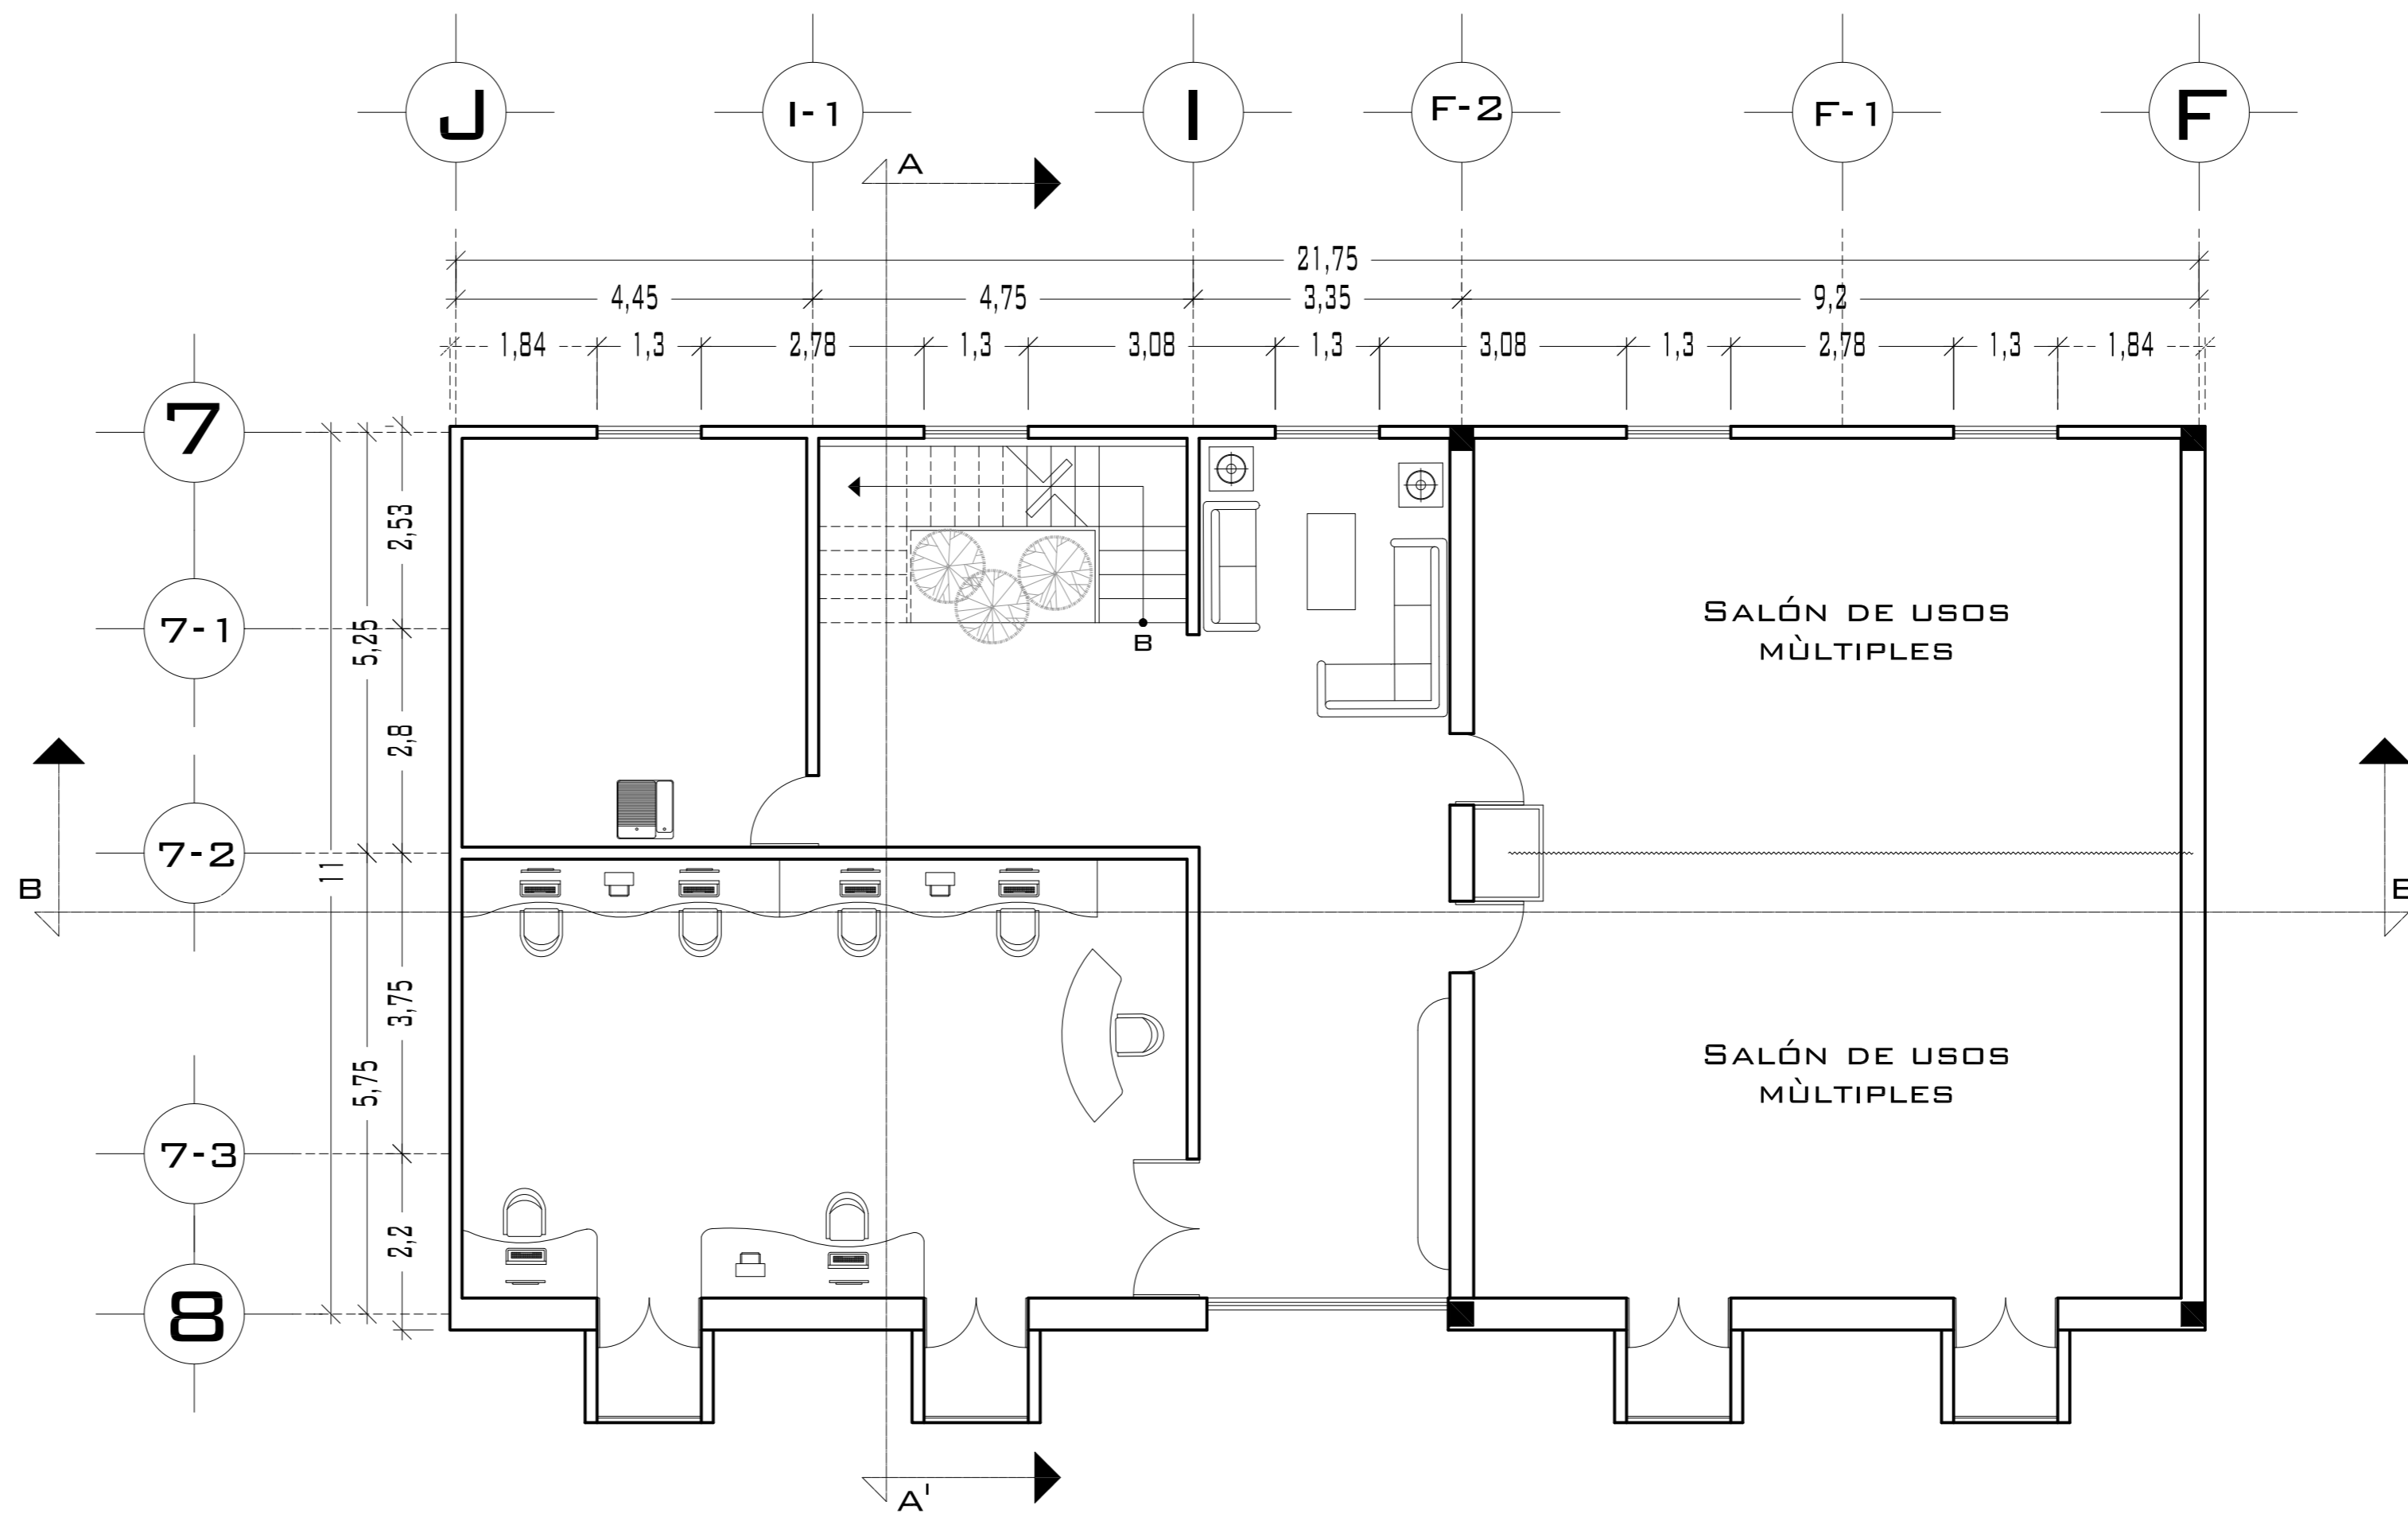 J I-1 I F-2 F-1 F
A
21,75
4,45 4,75 3,35 9,2
1,84 1,3 2,78 1,3 3,08 1,3 3,08 1,3 2,78 1,3 1,84
7
2,53
7-1
5,25
B
SALÓN DE USOS
MÙLTIPLES
2,8
7-2
11
B B
3,75
SALÓN DE USOS
MÙLTIPLES
5,75
7-3
2,2
8
A'